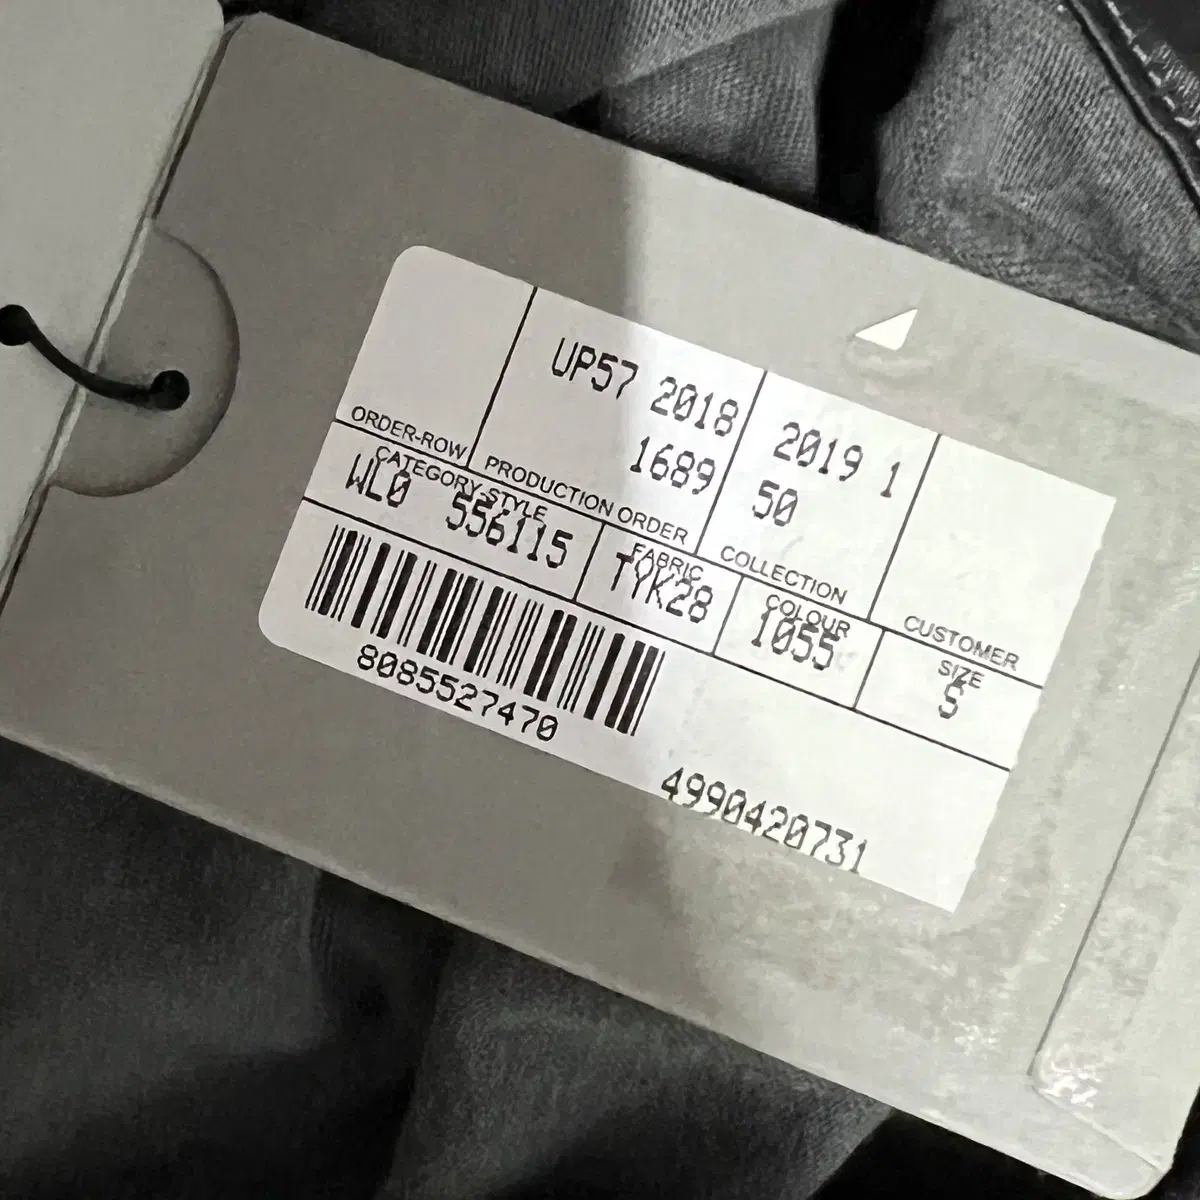 UP57 2018
1689
2019 1
50
ORDER-ROW
PRODUCTION ORDER
COLLECTION
CUSTOMER
CATEGORY-STYLE
WL0 556115
FABRIC
TYK28
COLOUR
1055
SIZE
S
8085527470
4990420731